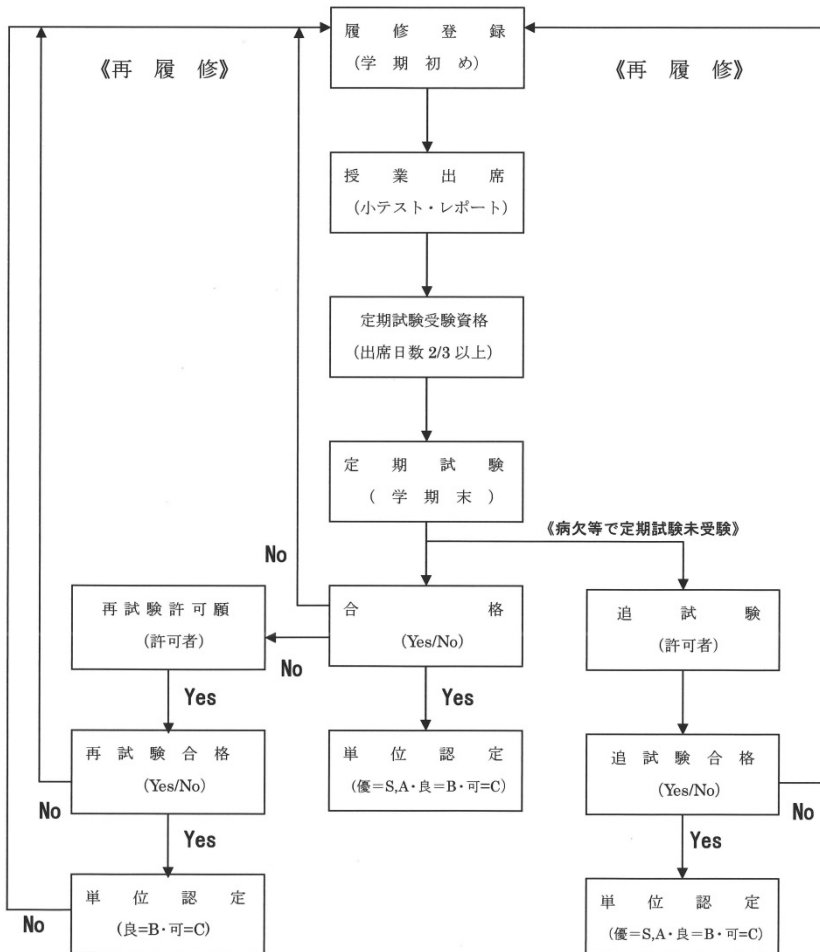 履修登録
(学期初め)
《再履修》
《再履修》
授業出席
(小テスト・レポート)
定期試験受験資格
(出席日数 2/3 以上)
定期試験
(学期末)
《病欠等で定期試験未受験》
No
再試験許可願
(許可者)
合格
(Yes/No)
追試験
(許可者)
No
Yes
Yes
再試験合格
(Yes/No)
単位認定
(優=S,A・良=B・可=C)
追試験合格
(Yes/No)
No
No
Yes
Yes
単位認定
(良=B・可=C)
No
単位認定
(優=S,A・良=B・可=C)